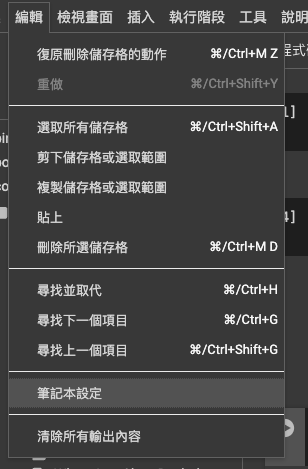 編輯 檢視畫面 插入 執行階段 工具 說明
復原刪除儲存格的動作 ⌘/Ctrl+M Z
重做 ⌘/Ctrl+Shift+Y
選取所有儲存格 ⌘/Ctrl+Shift+A
剪下儲存格或選取範圍
複製儲存格或選取範圍
貼上
刪除所選儲存格 ⌘/Ctrl+M D
尋找並取代 ⌘/Ctrl+H
尋找下一個項目 ⌘/Ctrl+G
尋找上一個項目 ⌘/Ctrl+Shift+G
筆記本設定
清除所有輸出內容